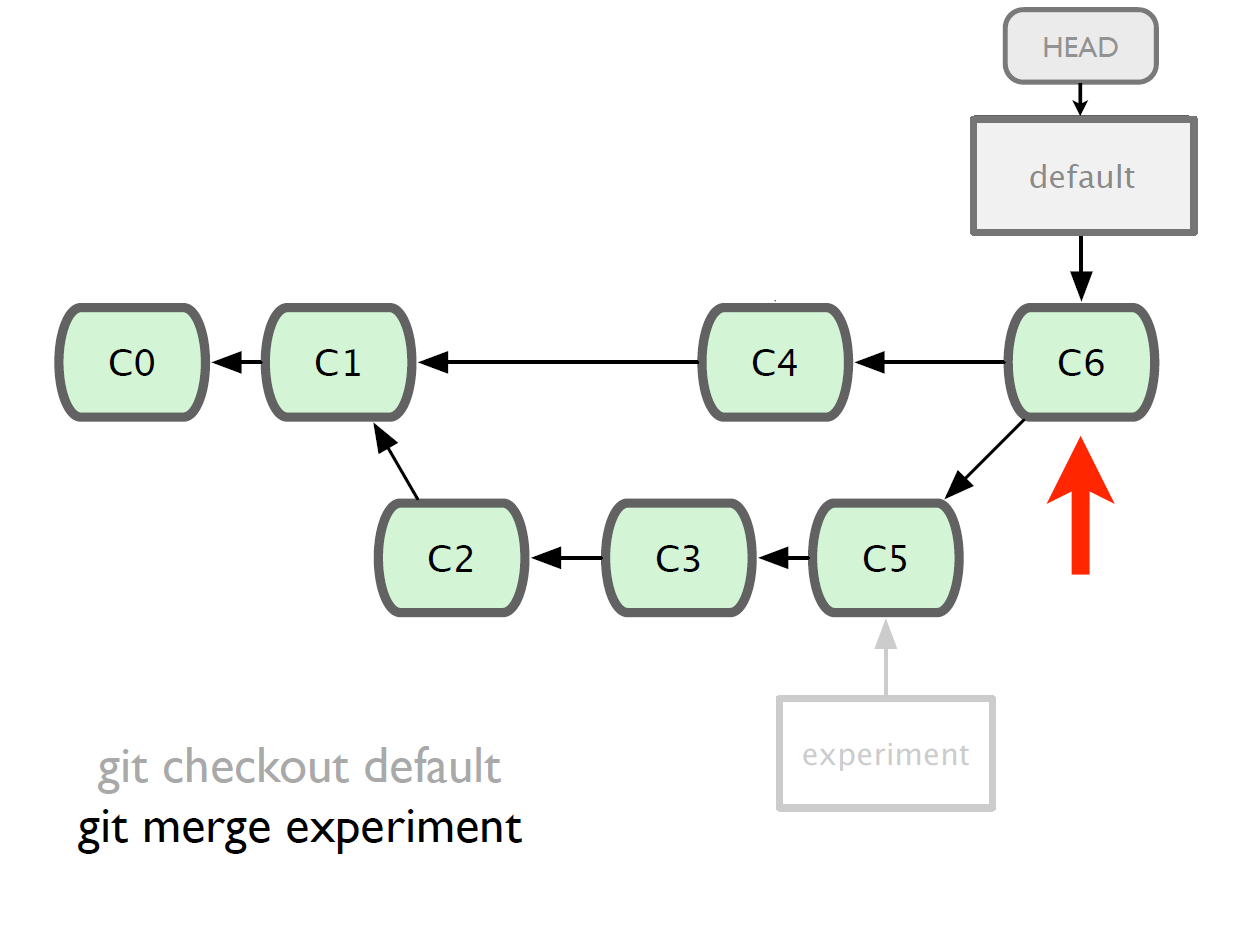 HEAD
default
C0
C1
C4
C6
C2
C3
C5
experiment
git checkout default
git merge experiment